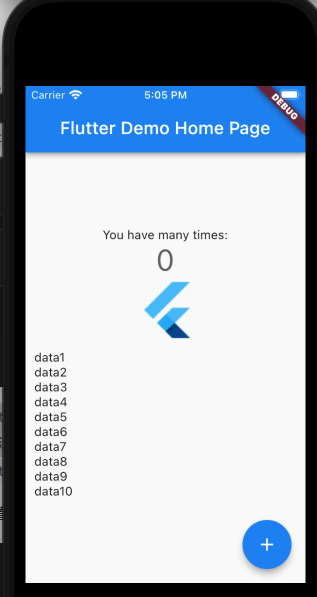 Carrier 5:05 PM
DEBUG
Flutter Demo Home Page
You have many times:
0
data1
data2
data3
data4
data5
data6
data7
data8
data9
data10
+